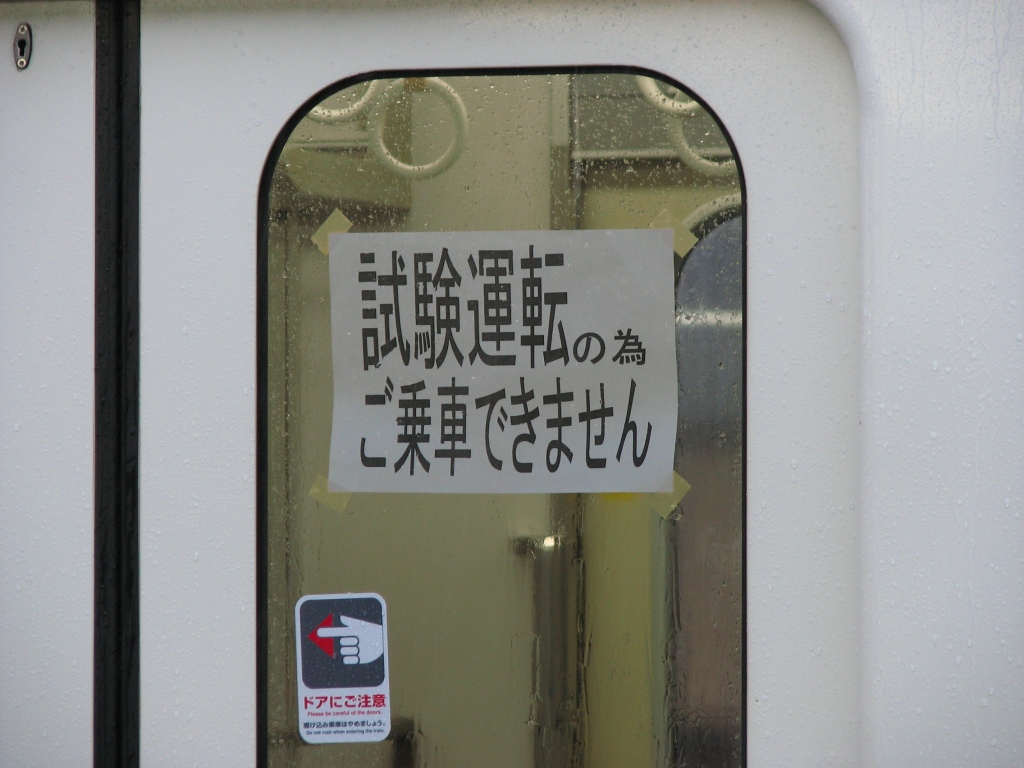 試験運転の為
ご乗車できません
ドアにご注意
Please be careful of the doors.
駆け込み乗車はやめましょう。
Do not rush when entering the train.